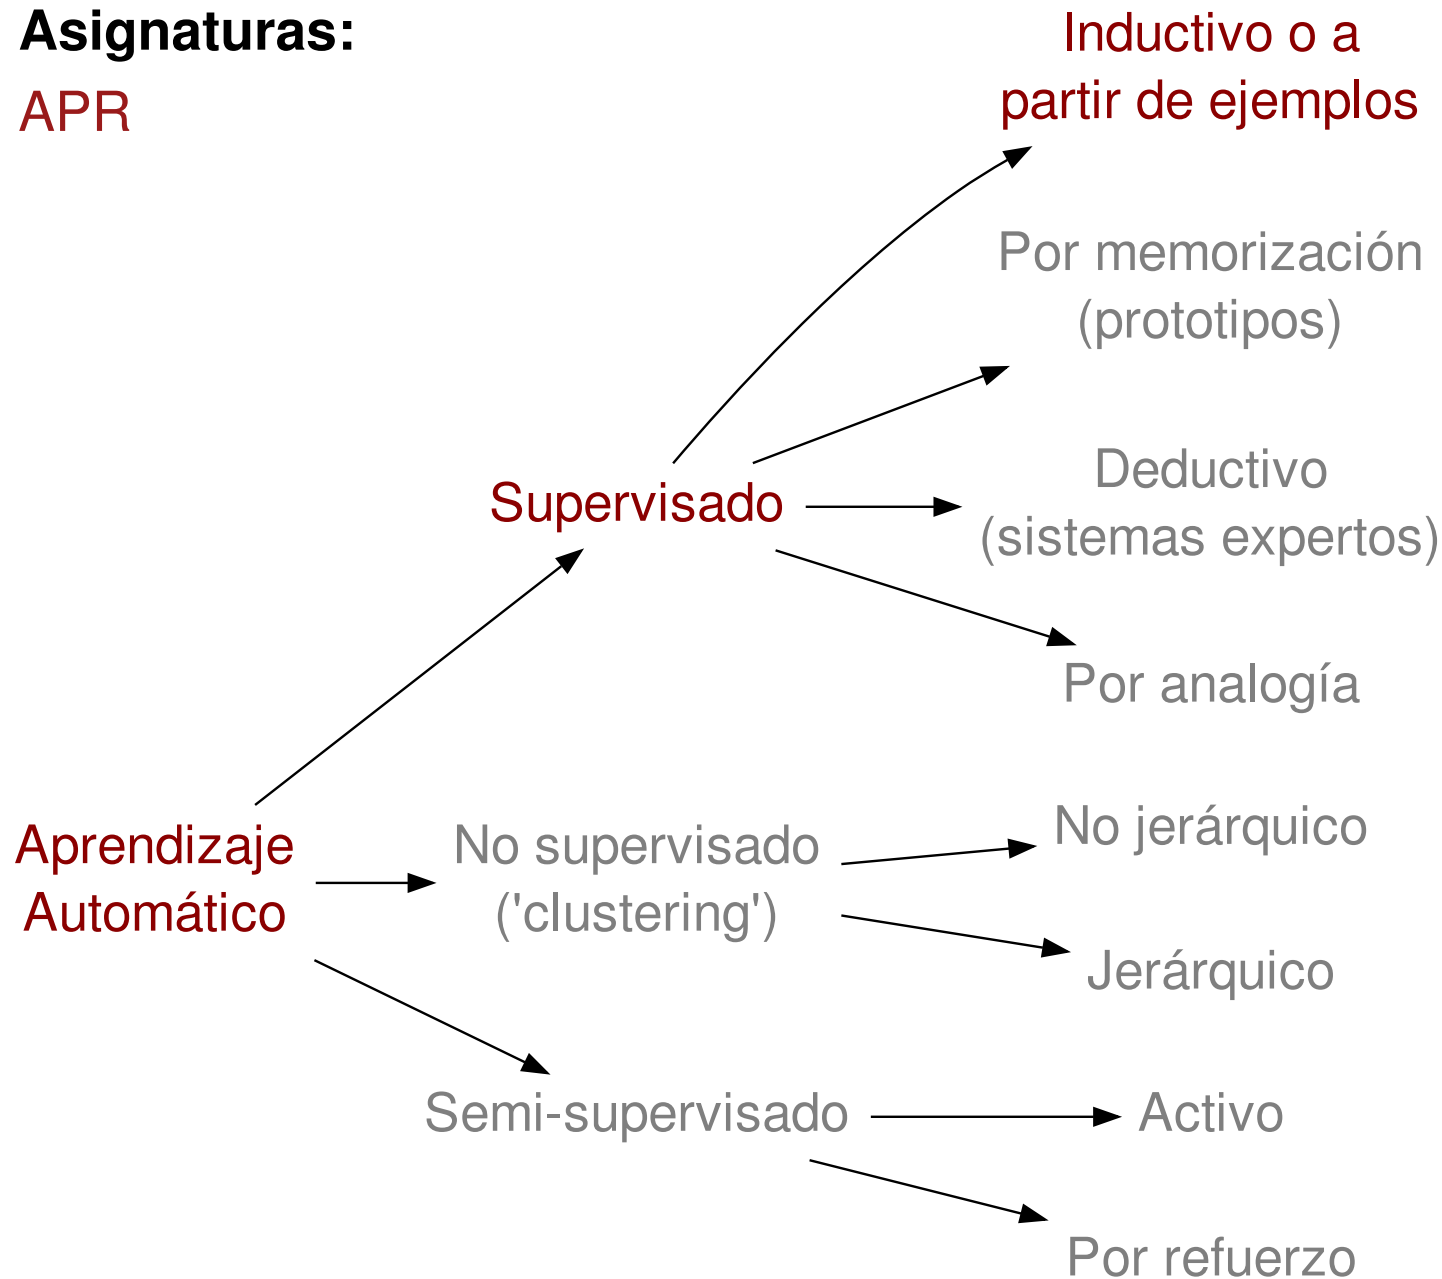 Asignaturas:
APR
Inductivo o a
partir de ejemplos
Por memorización
(prototipos)
Supervisado
Deductivo
(sistemas expertos)
Por analogía
Aprendizaje
Automático
No supervisado
('clustering')
No jerárquico
Jerárquico
Semi-supervisado
Activo
Por refuerzo